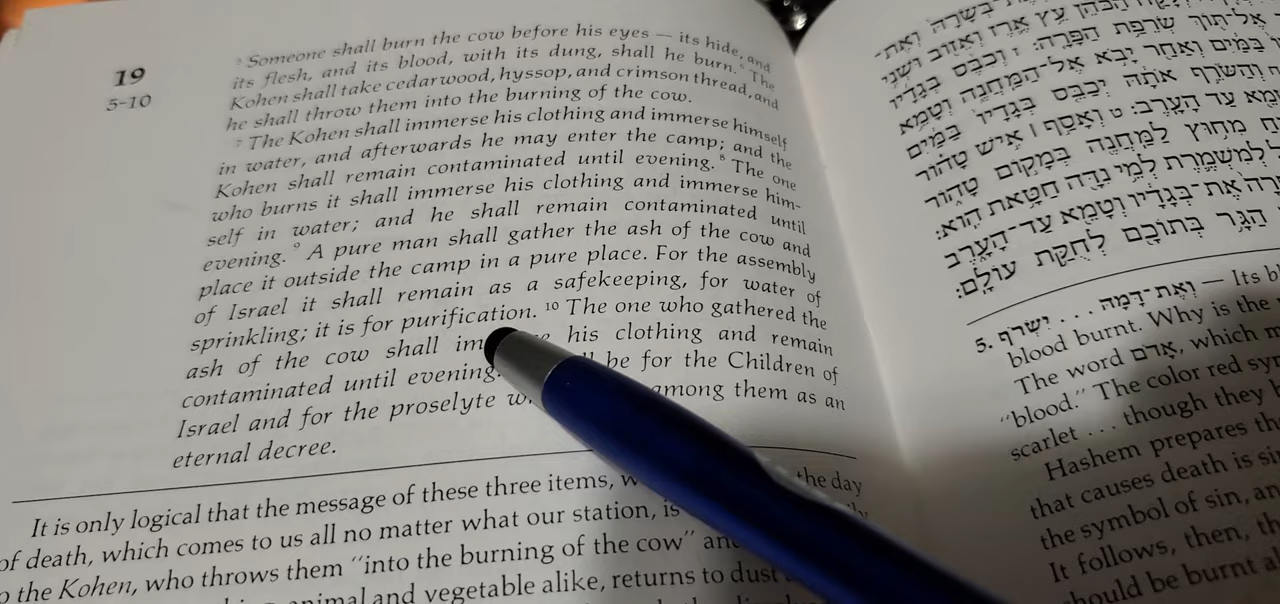 19
5-10
⁵ Someone shall burn the cow before his eyes — its hide, and
its flesh, and its blood, with its dung, shall he burn. ⁶ The
Kohen shall take cedarwood, hyssop, and crimson thread, and
he shall throw them into the burning of the cow.
⁷ The Kohen shall immerse his clothing and immerse himself
in water, and afterwards he may enter the camp; and the
Kohen shall remain contaminated until evening. ⁸ The one
who burns it shall immerse his clothing and immerse him-
self in water; and he shall remain contaminated until
evening. ⁹ A pure man shall gather the ash of the cow and
place it outside the camp in a pure place. For the assembly
of Israel it shall remain as a safekeeping, for water of
sprinkling; it is for purification. ¹⁰ The one who gathered the
ash of the cow shall his clothing and remain
contaminated until evening. be for the Children of
Israel and for the proselyte among them as an
eternal decree.
It is only logical that the message of these three items, the day
of death, which comes to us all no matter what our station, is
the Kohen, who throws them "into the burning of the cow"
animal and vegetable alike, returns to dust
אֶל־תּוֹךְ שְׂרֵפַת הַפָּרָה: ז וְכִבֶּס בְּגָדָיו
בַּמַּיִם וְאַחַר יָבֹא אֶל־הַמַּחֲנֶה וְטָמֵא
וְהַשֹּׂרֵף אֹתָהּ יְכַבֵּס בְּגָדָיו בַּמַּיִם
עַד הָעָרֶב: ט וְאָסַף ׀ אִישׁ טָהוֹר
מִחוּץ לַמַּחֲנֶה בְּמָקוֹם טָהוֹר
לְמִשְׁמֶרֶת לְמֵי נִדָּה חַטָּאת הִוא:
אֶת־בְּגָדָיו וְטָמֵא עַד־הָעָרֶב
הַגָּר בְּתוֹכָם לְחֻקַּת עוֹלָם:
5. וְאֶת־דָּמָהּ . . . יִשְׂרֹף — Its
blood burnt. Why is the
The word אָדֹם, which
"blood." The color red
scarlet . . . though they
Hashem prepares
that causes death is
the symbol of sin,
It follows, then,
should be burnt